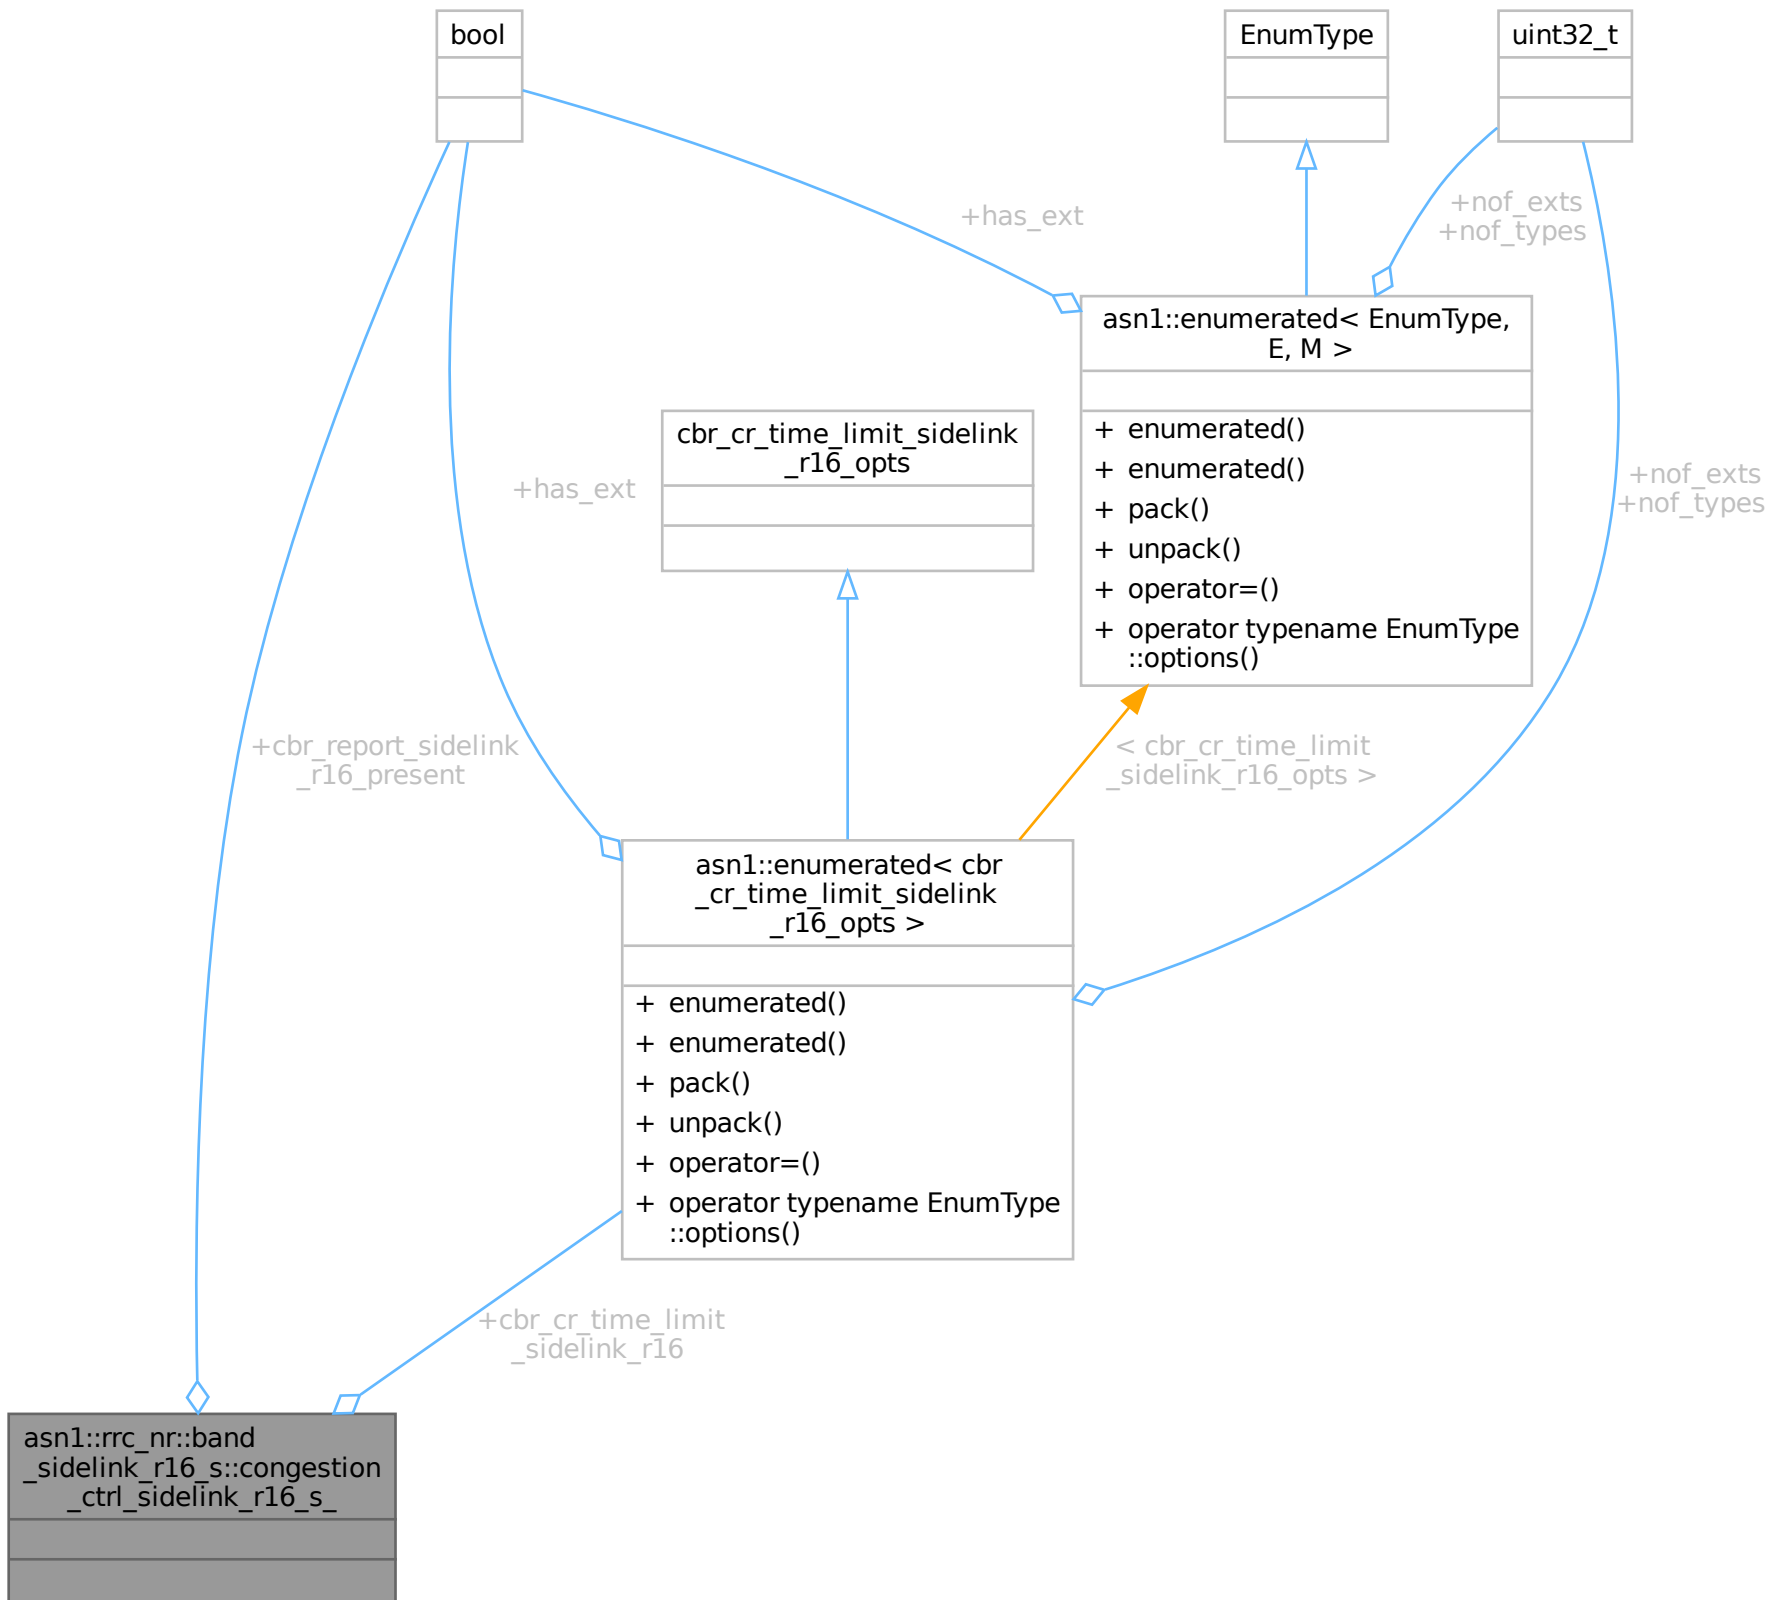 bool
EnumType
uint32_t
+has_ext
+nof_exts
+nof_types
asn1::enumerated< EnumType,
E, M >
+ enumerated()
+ enumerated()
+ pack()
+ unpack()
+ operator=()
+ operator typename EnumType
::options()
cbr_cr_time_limit_sidelink
_r16_opts
+has_ext
+nof_exts
+nof_types
+cbr_report_sidelink
_r16_present
< cbr_cr_time_limit
_sidelink_r16_opts >
asn1::enumerated< cbr
_cr_time_limit_sidelink
_r16_opts >
+ enumerated()
+ enumerated()
+ pack()
+ unpack()
+ operator=()
+ operator typename EnumType
::options()
+cbr_cr_time_limit
_sidelink_r16
asn1::rrc_nr::band
_sidelink_r16_s::congestion
_ctrl_sidelink_r16_s_